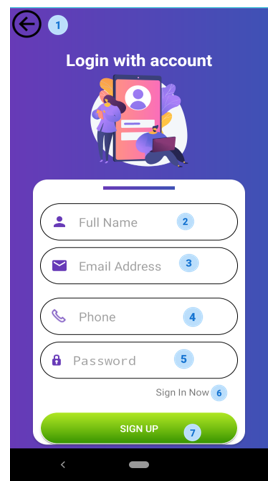 1
Login with account
Full Name 2
Email Address 3
Phone 4
Password 5
Sign In Now 6
SIGN UP 7